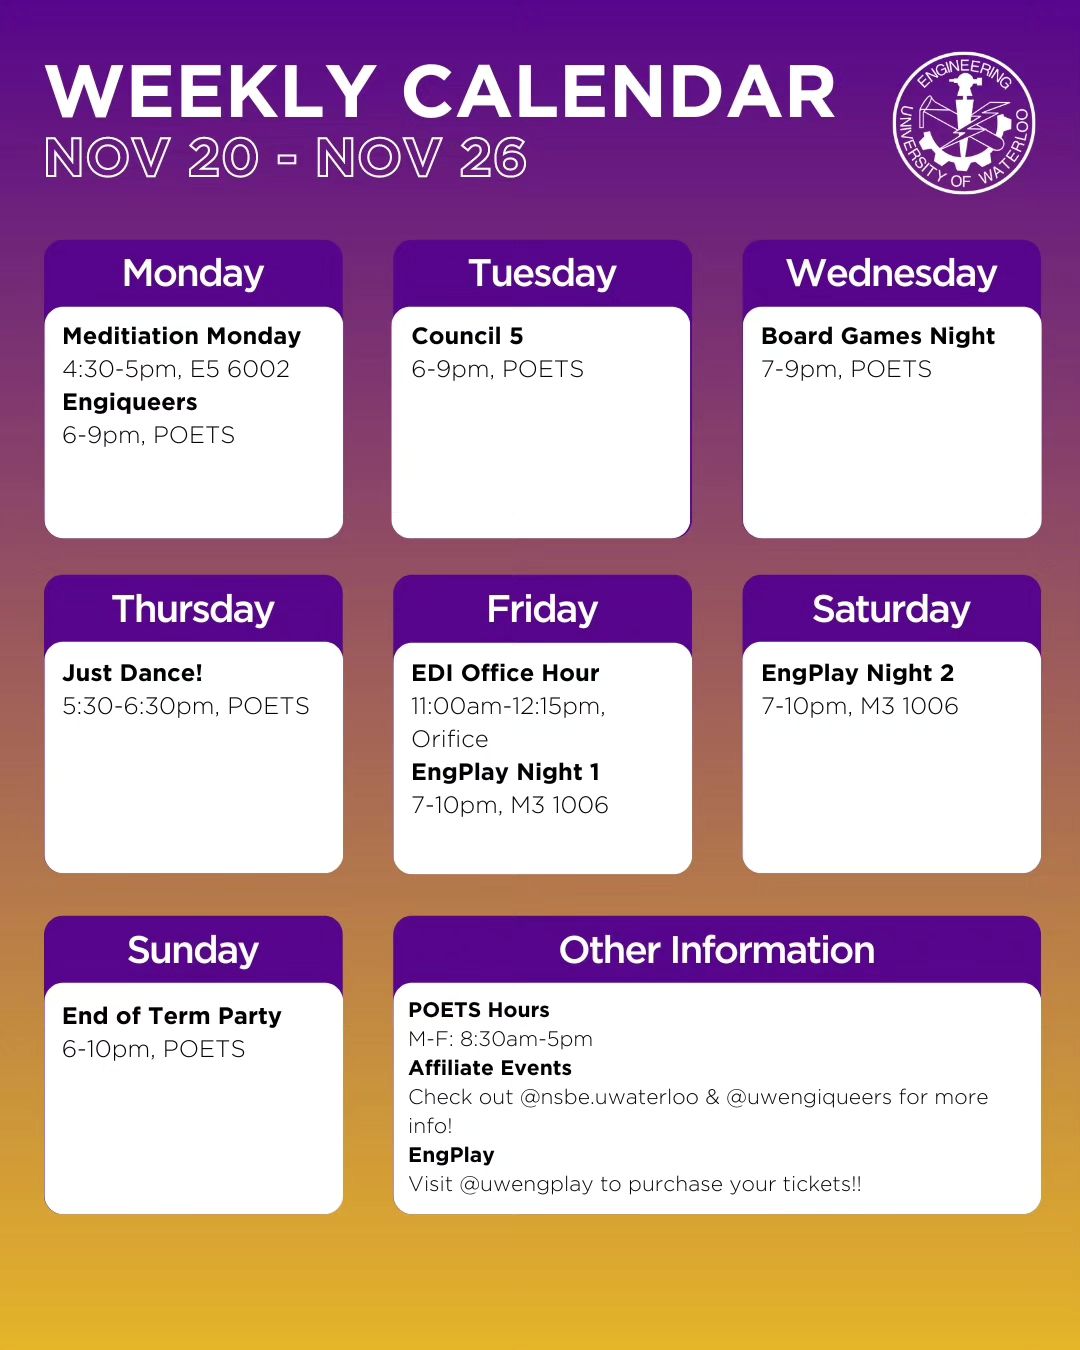 WEEKLY CALENDAR
NOV 20 - NOV 26
ENGINEERING
UNIVERSITY OF WATERLOO
Monday
Meditiation Monday
4:30-5pm, E5 6002
Engiqueers
6-9pm, POETS
Tuesday
Council 5
6-9pm, POETS
Wednesday
Board Games Night
7-9pm, POETS
Thursday
Just Dance!
5:30-6:30pm, POETS
Friday
EDI Office Hour
11:00am-12:15pm,
Orifice
EngPlay Night 1
7-10pm, M3 1006
Saturday
EngPlay Night 2
7-10pm, M3 1006
Sunday
End of Term Party
6-10pm, POETS
Other Information
POETS Hours
M-F: 8:30am-5pm
Affiliate Events
Check out @nsbe.uwaterloo & @uwengiqueers for more
info!
EngPlay
Visit @uwengplay to purchase your tickets!!